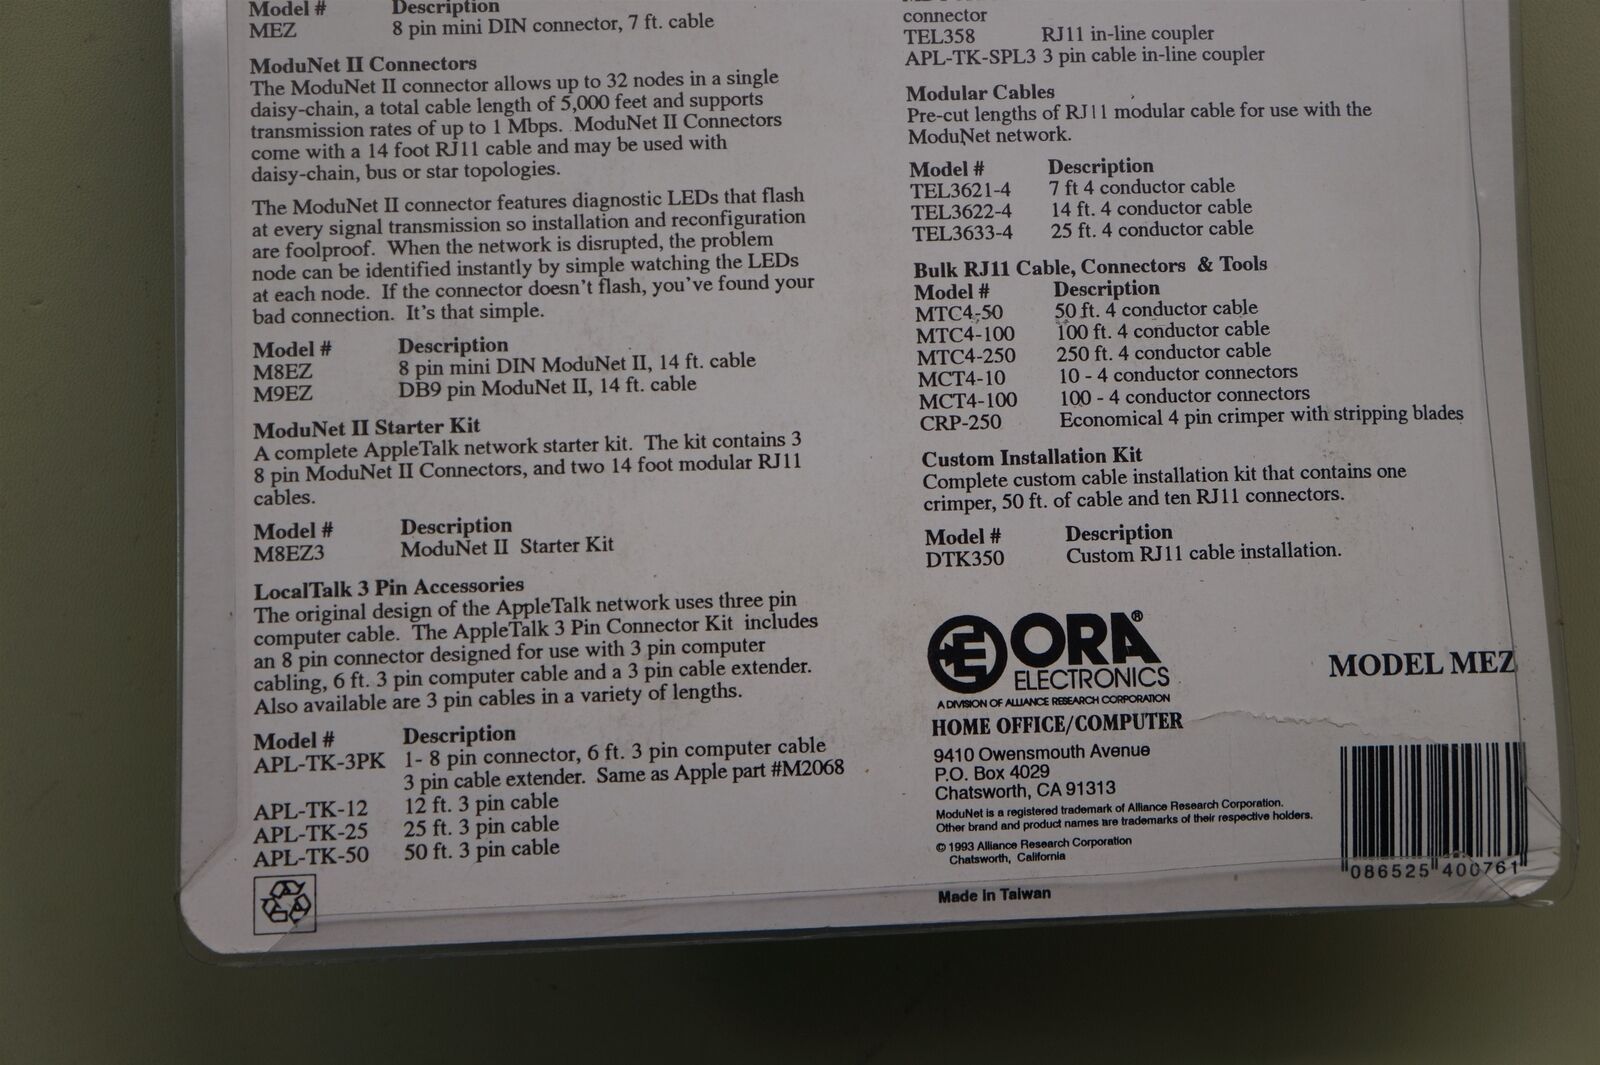 Model # Description
MEZ 8 pin mini DIN connector, 7 ft. cable
ModuNet II Connectors
The ModuNet II connector allows up to 32 nodes in a single
daisy-chain, a total cable length of 5,000 feet and supports
transmission rates of up to 1 Mbps. ModuNet II Connectors
come with a 14 foot RJ11 cable and may be used with
daisy-chain, bus or star topologies.
The ModuNet II connector features diagnostic LEDs that flash
at every signal transmission so installation and reconfiguration
are foolproof. When the network is disrupted, the problem
node can be identified instantly by simple watching the LEDs
at each node. If the connector doesn't flash, you've found your
bad connection. It's that simple.
Model # Description
M8EZ 8 pin mini DIN ModuNet II, 14 ft. cable
M9EZ DB9 pin ModuNet II, 14 ft. cable
ModuNet II Starter Kit
A complete AppleTalk network starter kit. The kit contains 3
8 pin ModuNet II Connectors, and two 14 foot modular RJ11
cables.
Model # Description
M8EZ3 ModuNet II Starter Kit
LocalTalk 3 Pin Accessories
The original design of the AppleTalk network uses three pin
computer cable. The AppleTalk 3 Pin Connector Kit includes
an 8 pin connector designed for use with 3 pin computer
cabling, 6 ft. 3 pin computer cable and a 3 pin cable extender.
Also available are 3 pin cables in a variety of lengths.
Model # Description
APL-TK-3PK 1- 8 pin connector, 6 ft. 3 pin computer cable
3 pin cable extender. Same as Apple part #M2068
APL-TK-12 12 ft. 3 pin cable
APL-TK-25 25 ft. 3 pin cable
APL-TK-50 50 ft. 3 pin cable
connector
TEL358 RJ11 in-line coupler
APL-TK-SPL3 3 pin cable in-line coupler
Modular Cables
Pre-cut lengths of RJ11 modular cable for use with the
ModuNet network.
Model # Description
TEL3621-4 7 ft 4 conductor cable
TEL3622-4 14 ft. 4 conductor cable
TEL3633-4 25 ft. 4 conductor cable
Bulk RJ11 Cable, Connectors & Tools
Model # Description
MTC4-50 50 ft. 4 conductor cable
MTC4-100 100 ft. 4 conductor cable
MTC4-250 250 ft. 4 conductor cable
MCT4-10 10 - 4 conductor connectors
MCT4-100 100 - 4 conductor connectors
CRP-250 Economical 4 pin crimper with stripping blades
Custom Installation Kit
Complete custom cable installation kit that contains one
crimper, 50 ft. of cable and ten RJ11 connectors.
Model # Description
DTK350 Custom RJ11 cable installation.
ORA®
ELECTRONICS
A DIVISION OF ALLIANCE RESEARCH CORPORATION
HOME OFFICE/COMPUTER
9410 Owensmouth Avenue
P.O. Box 4029
Chatsworth, CA 91313
ModuNet is a registered trademark of Alliance Research Corporation.
Other brand and product names are trademarks of their respective holders.
© 1993 Alliance Research Corporation
Chatsworth, California
Made in Taiwan
MODEL MEZ
086525 400761